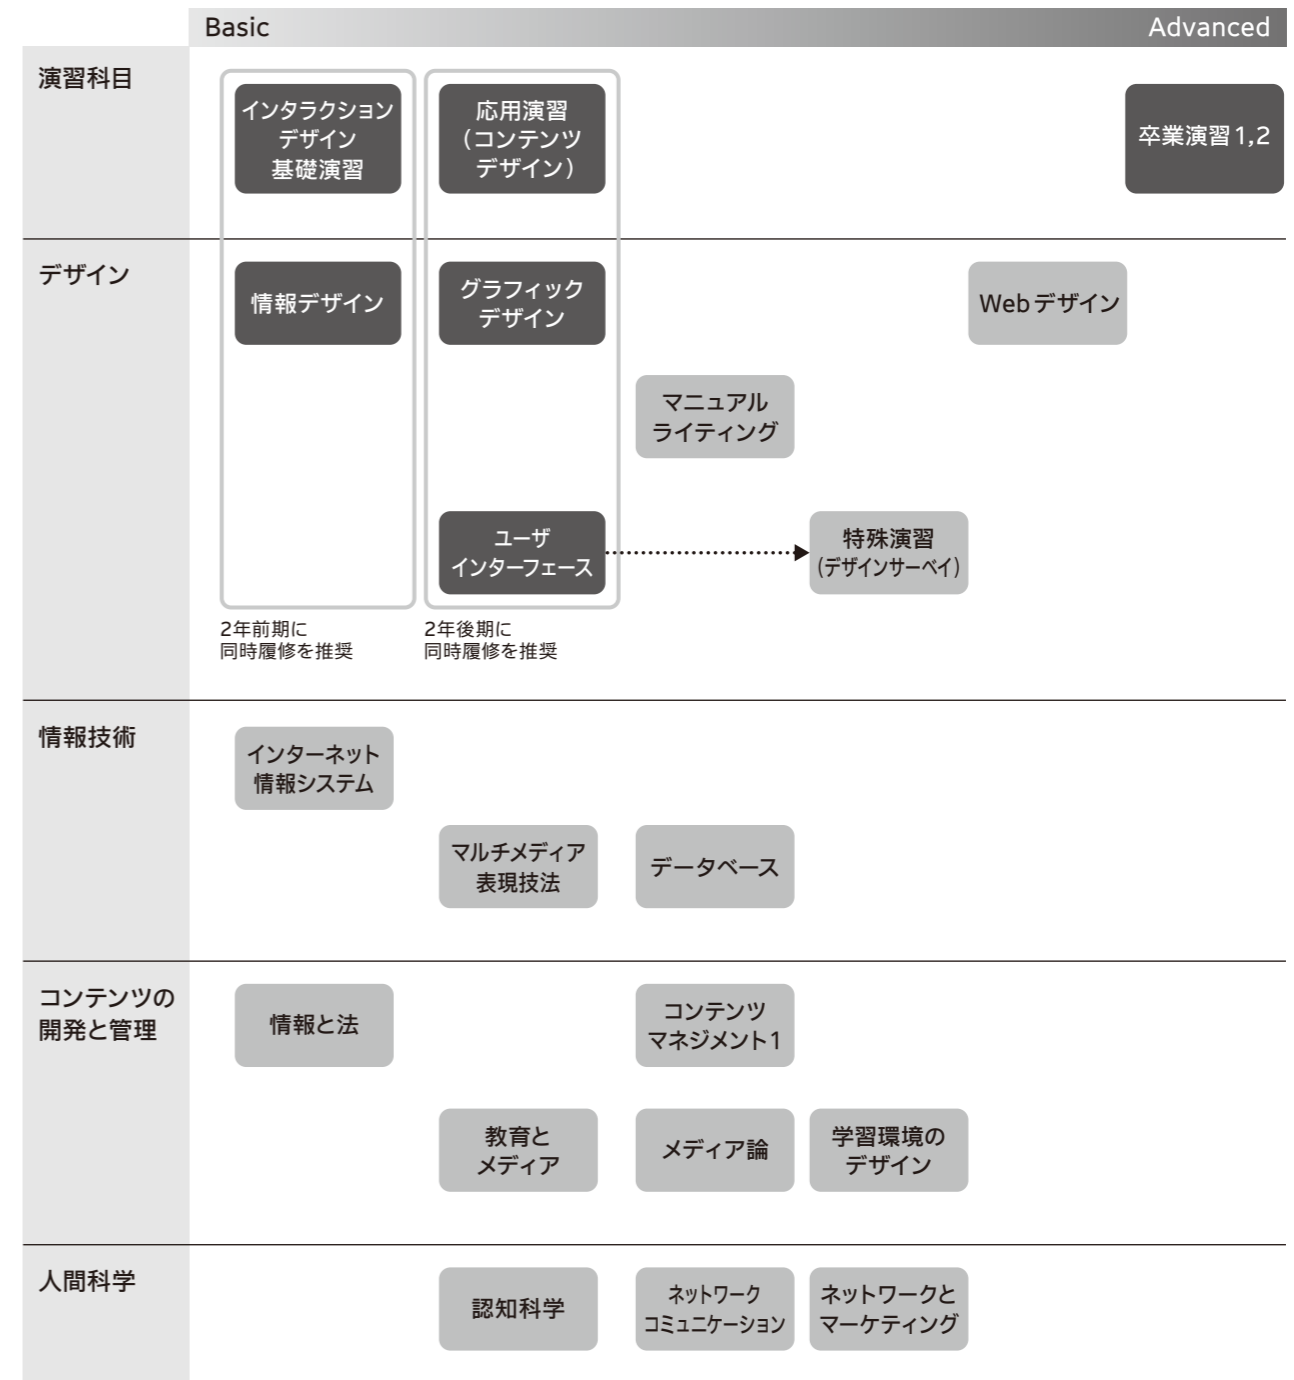 Basic
Advanced
演習科目
インタラクション
デザイン
基礎演習
応用演習
(コンテンツ
デザイン)
卒業演習1,2
デザイン
情報デザイン
グラフィック
デザイン
Webデザイン
マニュアル
ライティング
ユーザ
インターフェース
特殊演習
(デザインサーベイ)
2年前期に
同時履修を推奨
2年後期に
同時履修を推奨
情報技術
インターネット
情報システム
マルチメディア
表現技法
データベース
コンテンツの
開発と管理
情報と法
コンテンツ
マネジメント1
教育と
メディア
メディア論
学習環境の
デザイン
人間科学
認知科学
ネットワーク
コミュニケーション
ネットワークと
マーケティング